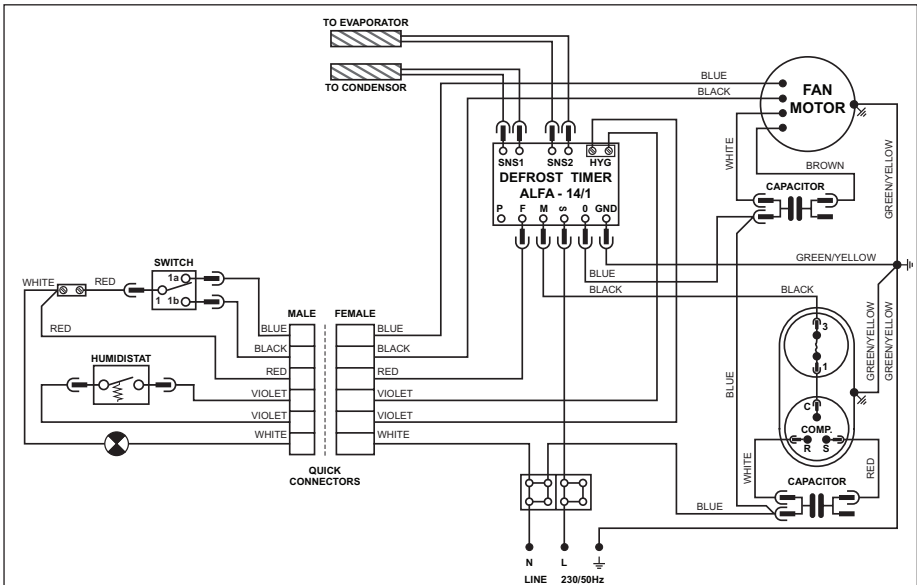 TO EVAPORATOR
TO CONDENSOR
BLUE
BLACK
FAN
MOTOR
WHITE
BROWN
GREEN/YELLOW
CAPACITOR
SNS1 SNS2 HYG
DEFROST TIMER
ALFA - 14/1
P F M S 0 GND
GREEN/YELLOW
BLUE
BLACK
BLACK
SWITCH
WHITE
RED
1a
1 1b
RED
HUMIDISTAT
MALE
FEMALE
BLUE
BLUE
BLACK
BLACK
RED
RED
VIOLET
VIOLET
VIOLET
VIOLET
WHITE
WHITE
QUICK
CONNECTORS
3
1
C
COMP.
R S
GREEN/YELLOW
GREEN/YELLOW
BLUE
WHITE
RED
CAPACITOR
BLUE
N L
LINE 230/50Hz